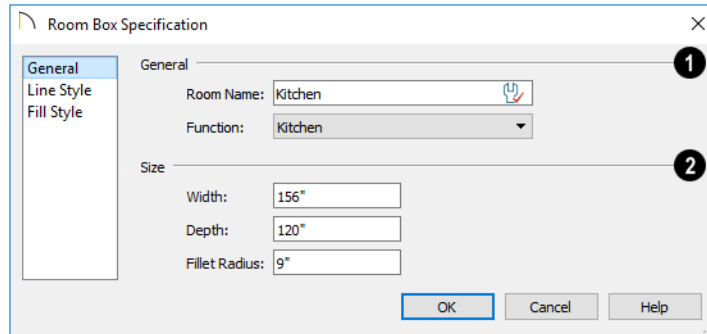 Room Box Specification
General
Line Style
Fill Style
General
1
Room Name: Kitchen
Function: Kitchen
Size
2
Width: 156"
Depth: 120"
Fillet Radius: 9"
OK Cancel Help